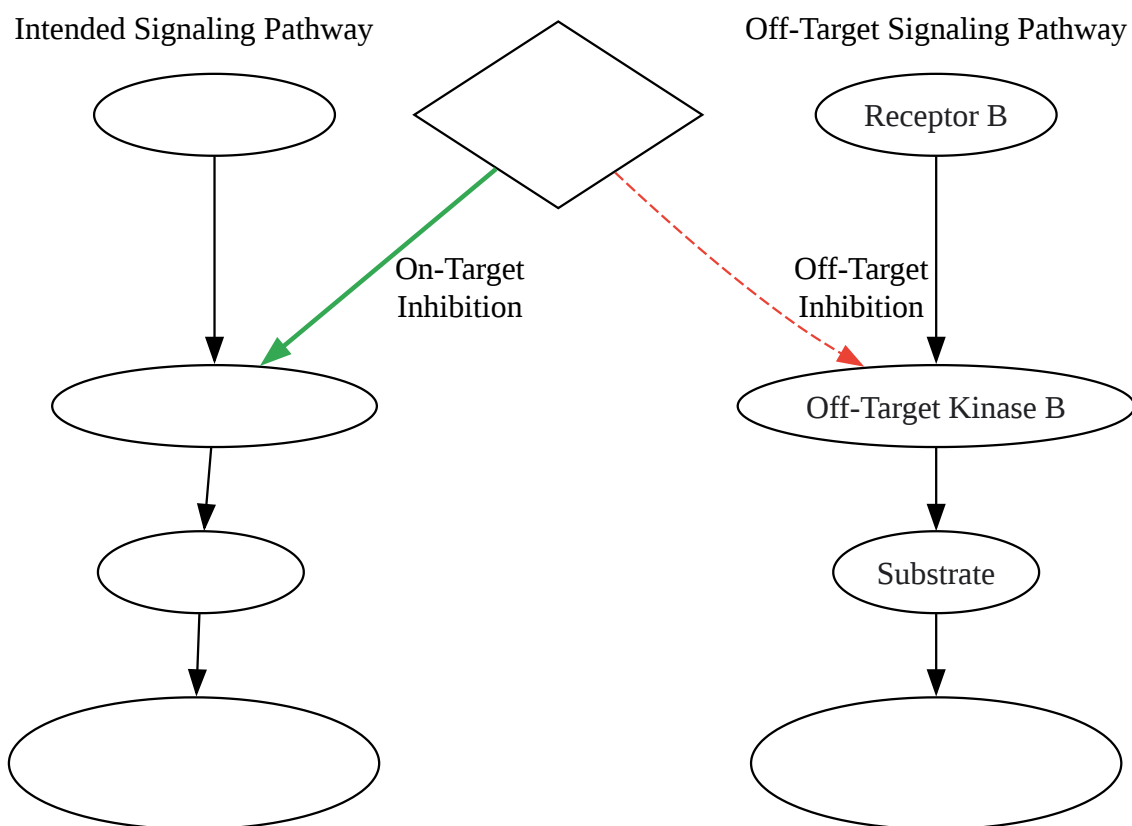 Intended Signaling Pathway
Off-Target Signaling Pathway
Receptor B
On-Target
Inhibition
Off-Target
Inhibition
Off-Target Kinase B
Substrate